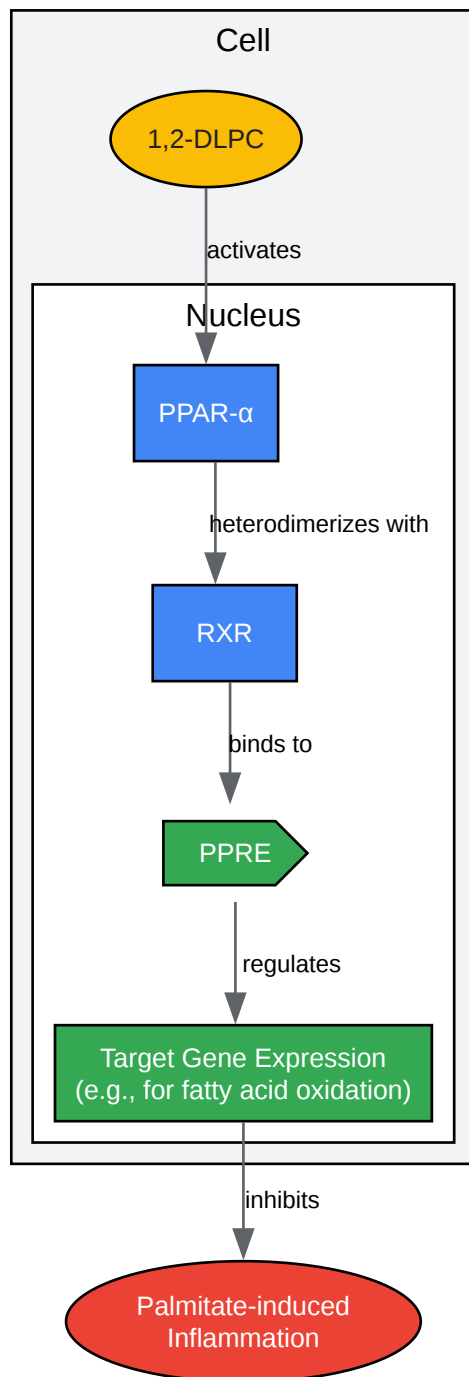 Cell
1,2-DLPC
activates
Nucleus
PPAR-α
heterodimerizes with
RXR
binds to
PPRE
regulates
Target Gene Expression
(e.g., for fatty acid oxidation)
inhibits
Palmitate-induced
Inflammation